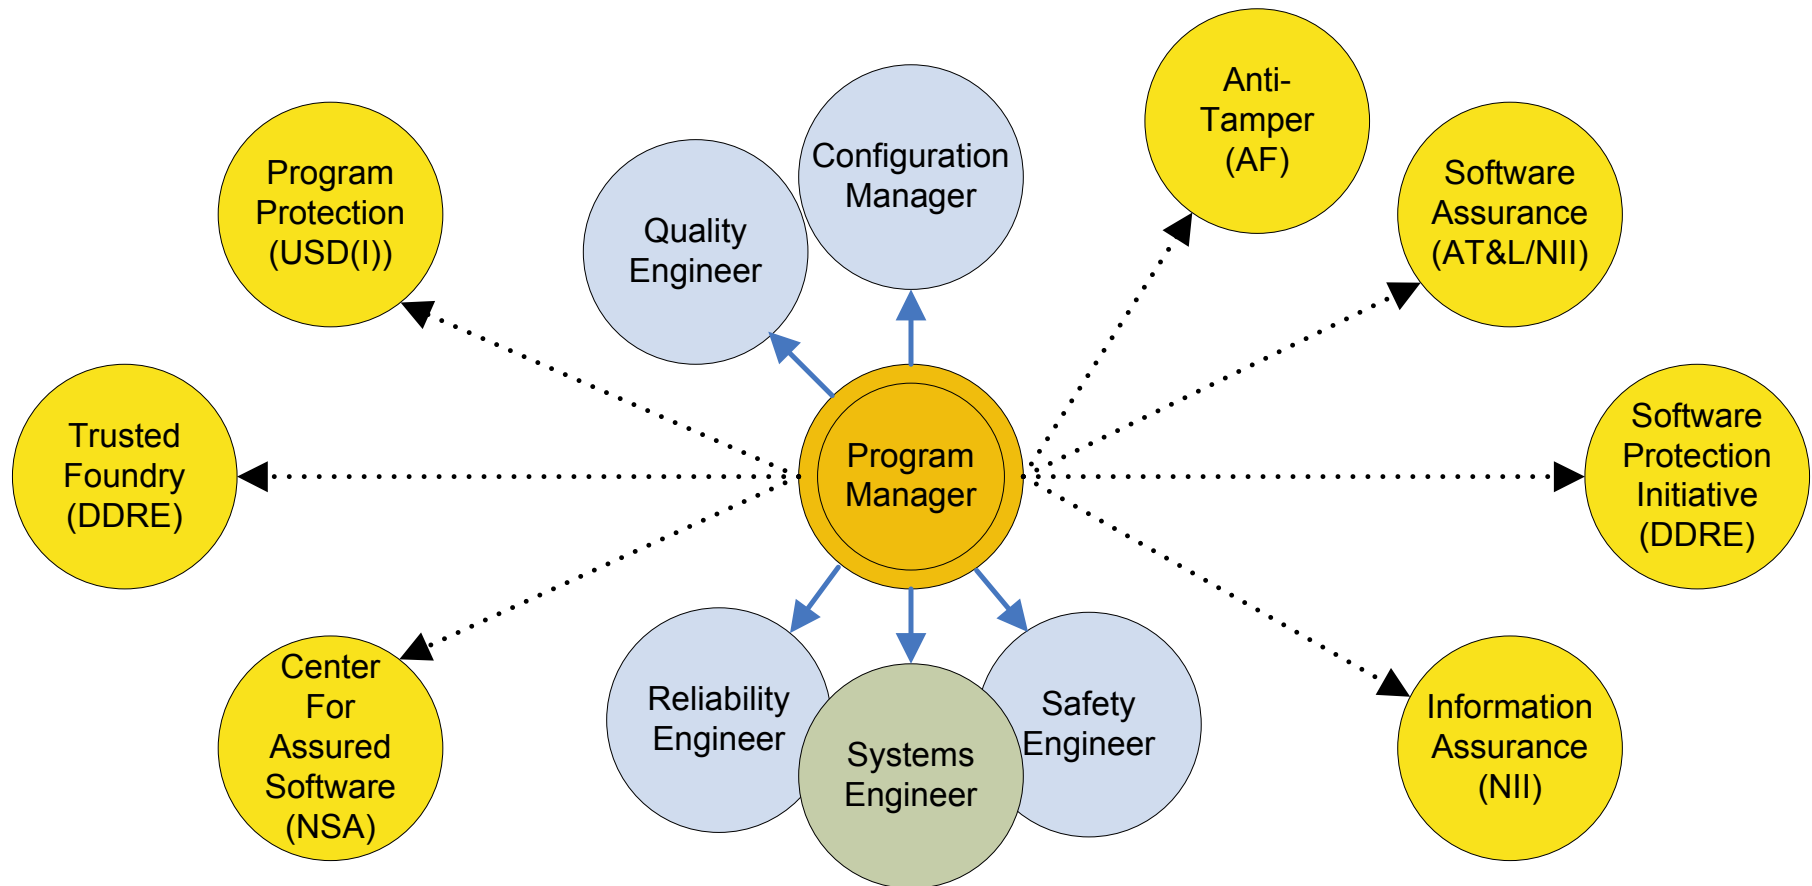 Anti-
Tamper
(AF)
Configuration
Manager
Program
Protection
(USD(I))
Software
Assurance
(AT&L/NII)
Quality
Engineer
Trusted
Foundry
(DDRE)
Program
Manager
Software
Protection
Initiative
(DDRE)
Center
For
Assured
Software
(NSA)
Reliability
Engineer
Systems
Engineer
Safety
Engineer
Information
Assurance
(NII)